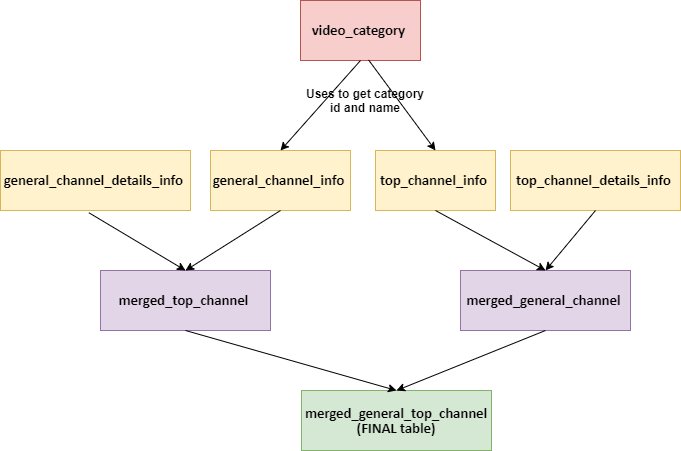 video_category
Uses to get category
id and name
general_channel_details_info
general_channel_info
top_channel_info
top_channel_details_info
merged_top_channel
merged_general_channel
merged_general_top_channel
(FINAL table)